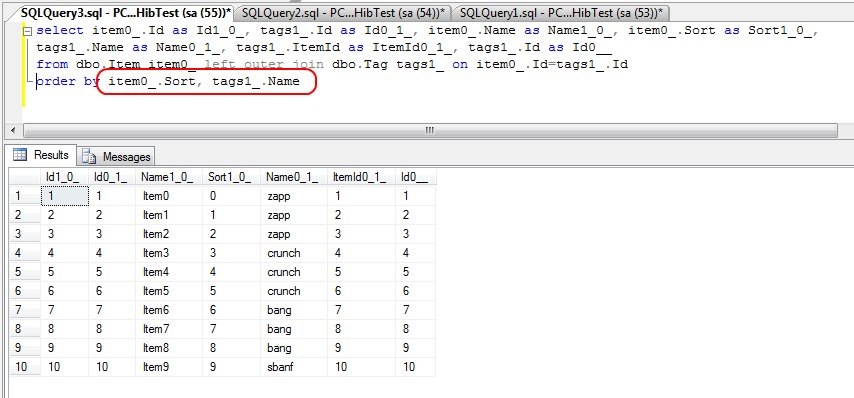 SQLQuery3.sql - PC...HibTest (sa (55))* SQLQuery2.sql - PC...HibTest (sa (54))* SQLQuery1.sql - PC...HibTest (sa (53))*
select item0_.Id as Id1_0_, tags1_.Id as Id0_1_, item0_.Name as Name1_0_, item0_.Sort as Sort1_0_,
tags1_.Name as Name0_1_, tags1_.ItemId as ItemId0_1_, tags1_.Id as Id0__
from dbo.Item item0_ left outer join dbo.Tag tags1_ on item0_.Id=tags1_.Id
order by item0_.Sort, tags1_.Name
Results Messages
Id1_0_ Id0_1_ Name1_0_ Sort1_0_ Name0_1_ ItemId0_1_ Id0__
1 1 1 Item0 0 zapp 1 1
2 2 2 Item1 1 zapp 2 2
3 3 3 Item2 2 zapp 3 3
4 4 4 Item3 3 crunch 4 4
5 5 5 Item4 4 crunch 5 5
6 6 6 Item5 5 crunch 6 6
7 7 7 Item6 6 bang 7 7
8 8 8 Item7 7 bang 8 8
9 9 9 Item8 8 bang 9 9
10 10 10 Item9 9 sbanf 10 10